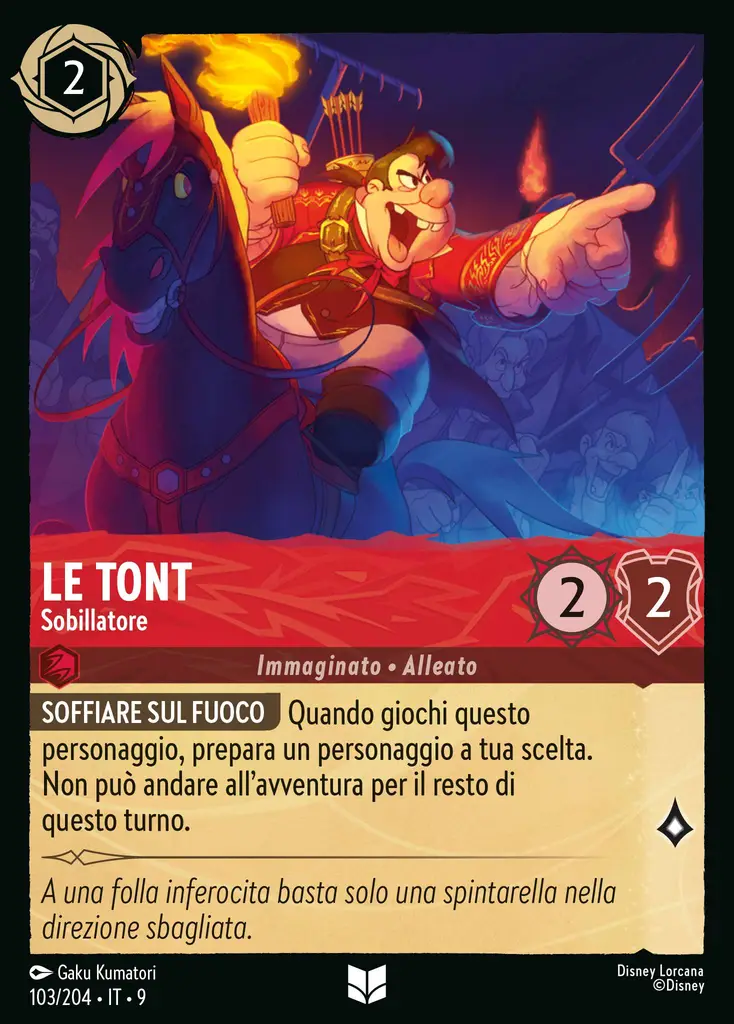 2
LE TONT
Sobillatore
2
2
Immaginato • Alleato
SOFFIARE SUL FUOCO Quando giochi questo
personaggio, prepara un personaggio a tua scelta.
Non può andare all’avventura per il resto di
questo turno.
A una folla inferocita basta solo una spintarella nella
direzione sbagliata.
Gaku Kumatori
103/204 • IT • 9
Disney Lorcana
©Disney